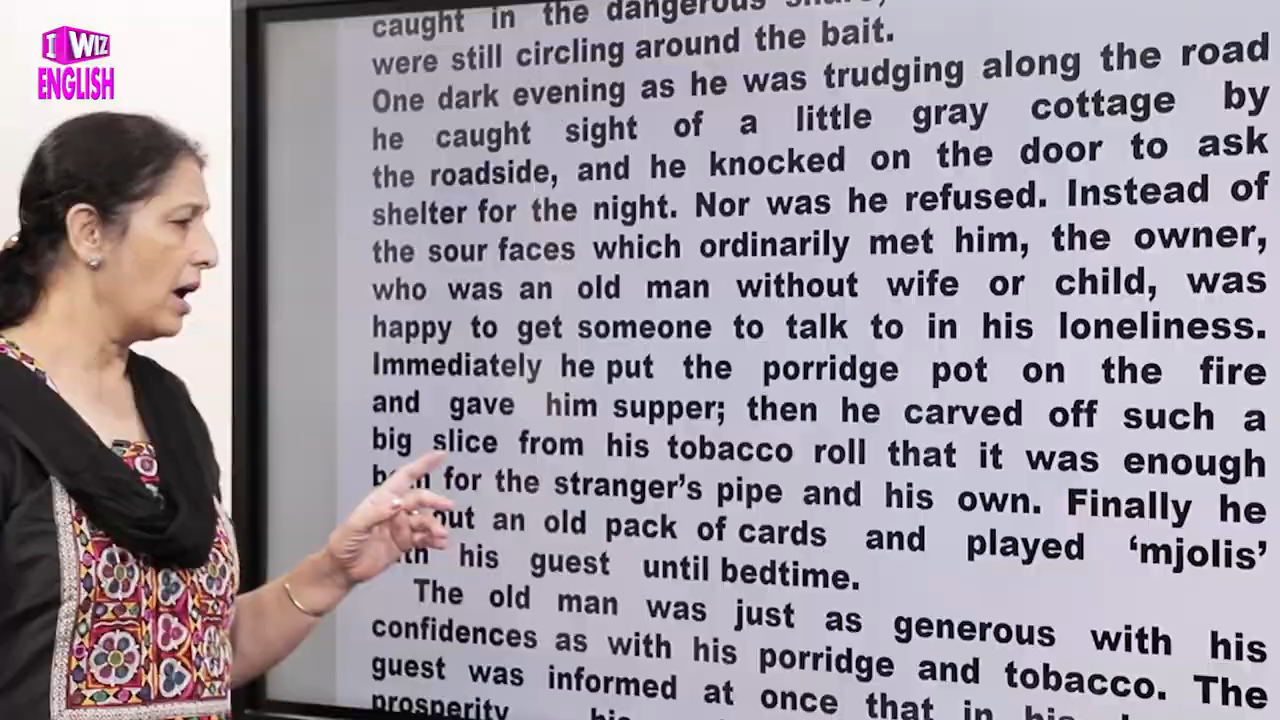 I WIZ
ENGLISH
caught in the dangerous
were still circling around the bait.
One dark evening as he was trudging along the road
he caught sight of a little gray cottage by
the roadside, and he knocked on the door to ask
shelter for the night. Nor was he refused. Instead of
the sour faces which ordinarily met him, the owner,
who was an old man without wife or child, was
happy to get someone to talk to in his loneliness.
Immediately he put the porridge pot on the fire
and gave him supper; then he carved off such a
big slice from his tobacco roll that it was enough
for the stranger's pipe and his own. Finally he
an old pack of cards and played ‘mjolis’
his guest until bedtime.
The old man was just as generous with his
confidences as with his porridge and tobacco. The
guest was informed at once that in his
prosperity